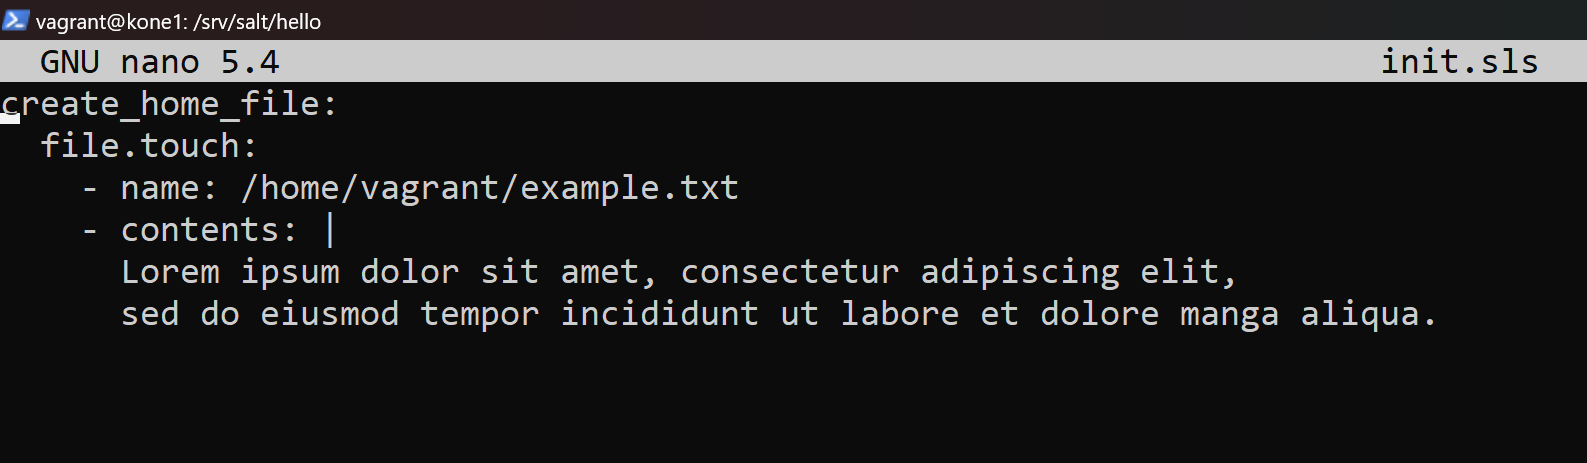 vagrant@kone1: /srv/salt/hello
GNU nano 5.4 init.sls
create_home_file:
  file.touch:
    - name: /home/vagrant/example.txt
    - contents: |
      Lorem ipsum dolor sit amet, consectetur adipiscing elit,
      sed do eiusmod tempor incididunt ut labore et dolore manga aliqua.